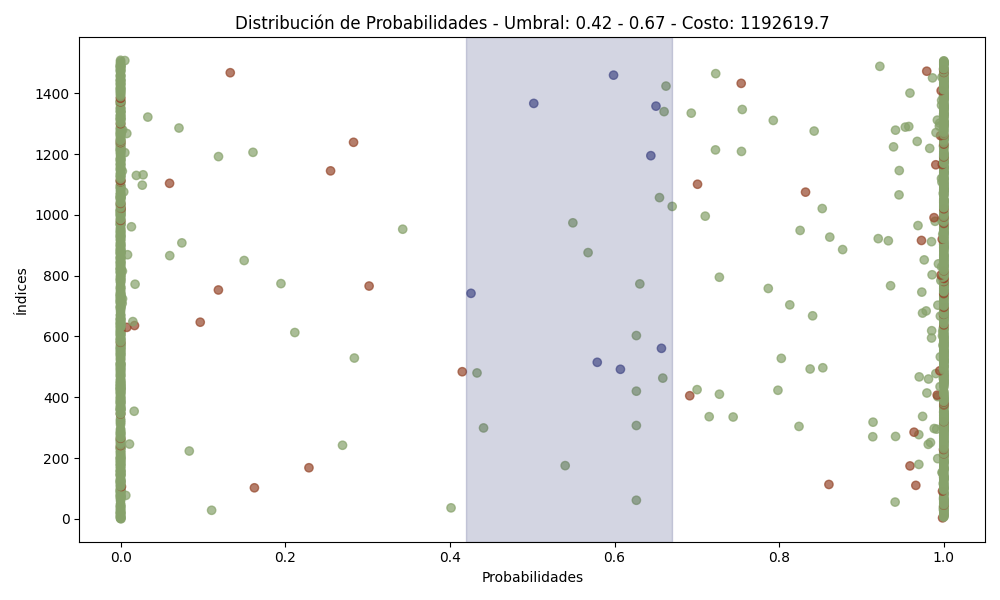 Distribución de Probabilidades - Umbral: 0.42 - 0.67 - Costo: 1192619.7
Índices
1400
1200
1000
800
600
400
200
0
0.0 0.2 0.4 0.6 0.8 1.0
Probabilidades